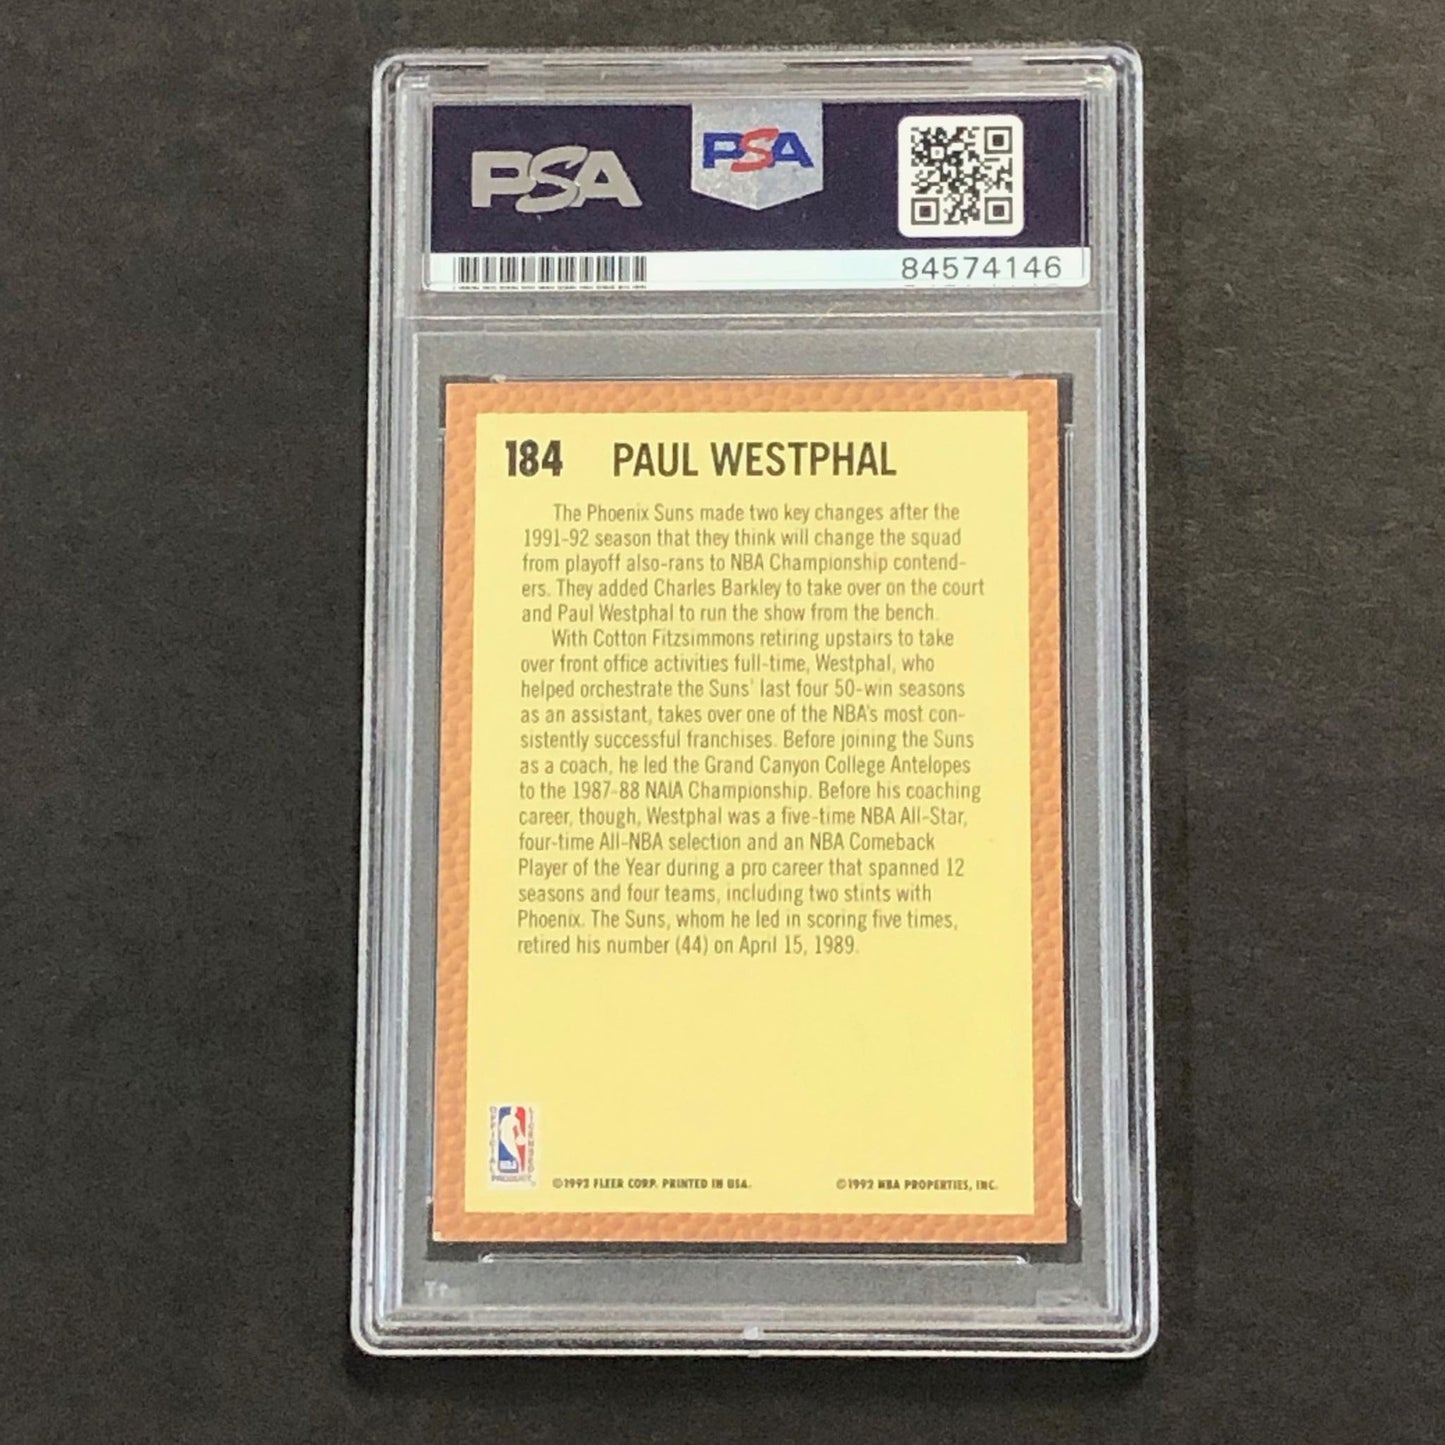 PSA PSA
84574146
184 PAUL WESTPHAL
The Phoenix Suns made two key changes after the
1991-92 season that they think will change the squad
from playoff also-rans to NBA Championship contend-
ers. They added Charles Barkley to take over on the court
and Paul Westphal to run the show from the bench.
With Cotton Fitzsimmons retiring upstairs to take
over front office activities full-time, Westphal, who
helped orchestrate the Suns' last four 50-win seasons
as an assistant, takes over one of the NBA's most con-
sistently successful franchises. Before joining the Suns
as a coach, he led the Grand Canyon College Antelopes
to the 1987-88 NAIA Championship. Before his coaching
career, though, Westphal was a five-time NBA All-Star,
four-time All-NBA selection and an NBA Comeback
Player of the Year during a pro career that spanned 12
seasons and four teams, including two stints with
Phoenix. The Suns, whom he led in scoring five times,
retired his number (44) on April 15, 1989.
OFFICIAL NBA LICENSED
PRODUCT
©1992 FLEER CORP. PRINTED IN USA. ©1992 NBA PROPERTIES, INC.